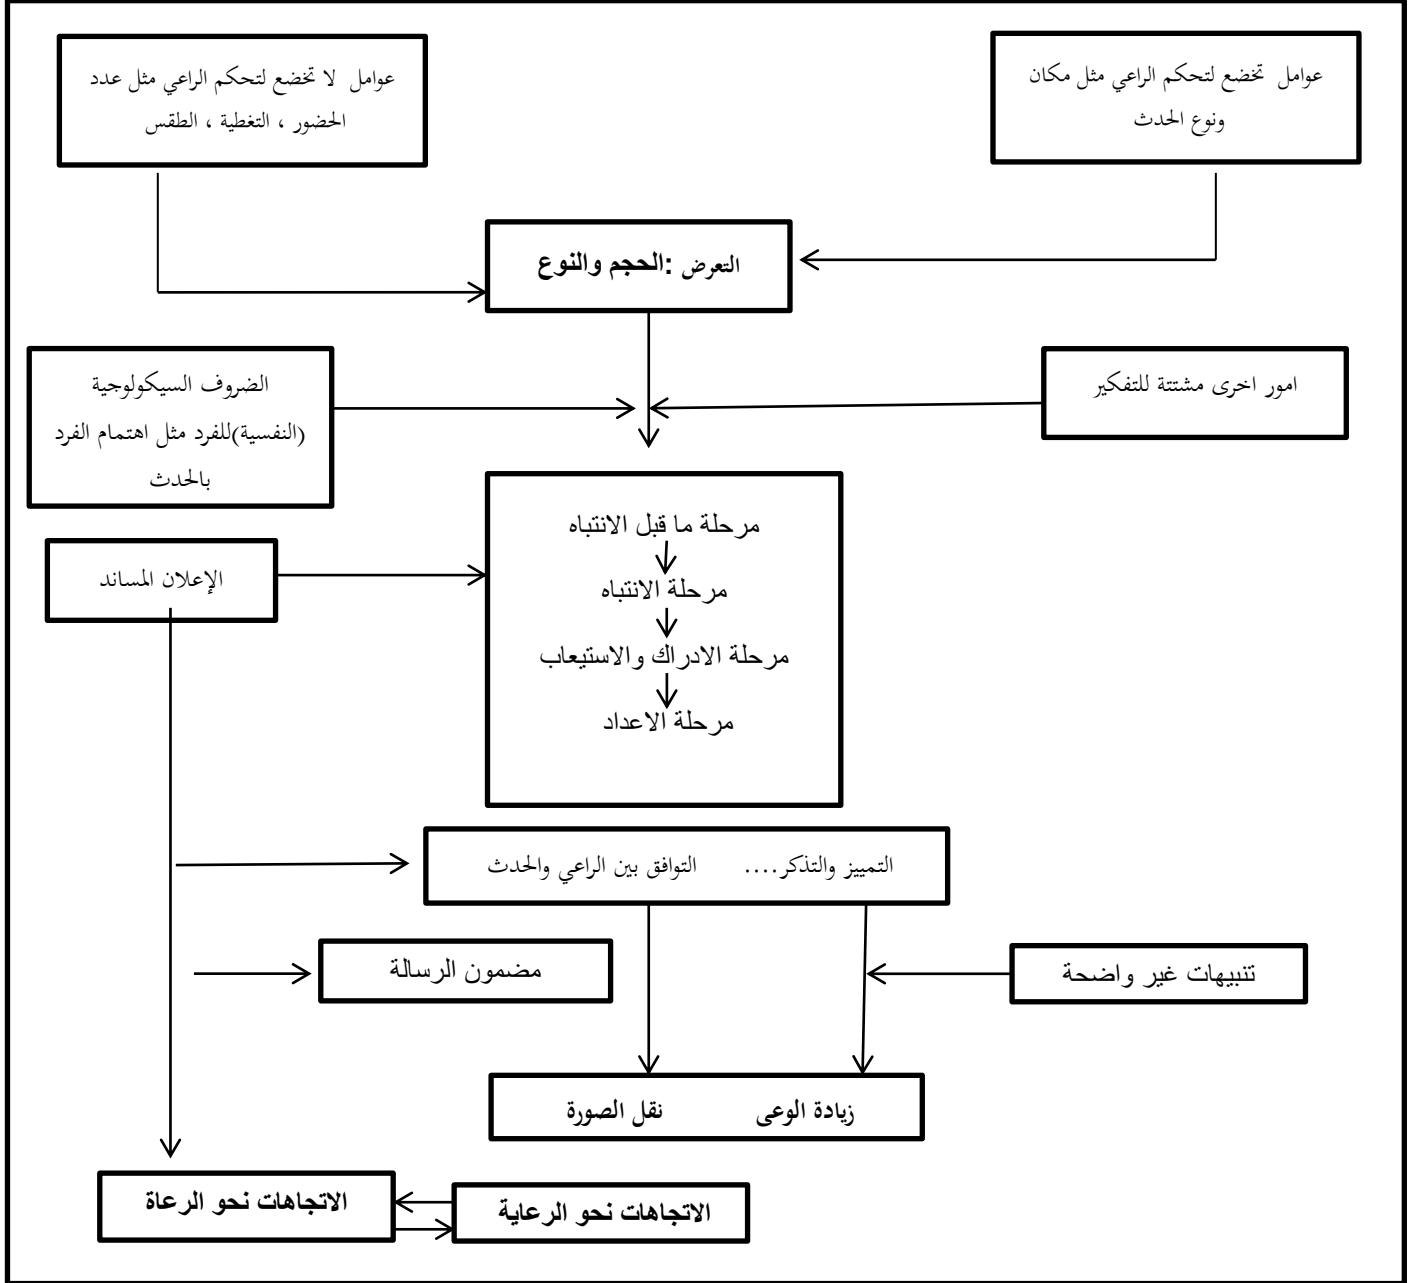 عوامل تخضع لتحكم الراعي مثل مكان
ونوع الحدث
عوامل لا تخضع لتحكم الراعي مثل عدد
الحضور ، التغطية ، الطقس
التعرض :الحجم والنوع
امور اخرى مشتتة للتفكير
الضروف السيكولوجية
(النفسية)للفرد مثل اهتمام الفرد
بالحدث
مرحلة ما قبل الانتباه
مرحلة الانتباه
مرحلة الادراك والاستيعاب
مرحلة الاعداد
الإعلان المساند
التمييز والتذكر.... التوافق بين الراعي والحدث
تنبيهات غير واضحة
مضمون الرسالة
زيادة الوعى نقل الصورة
الاتجاهات نحو الرعاية
الاتجاهات نحو الرعاة